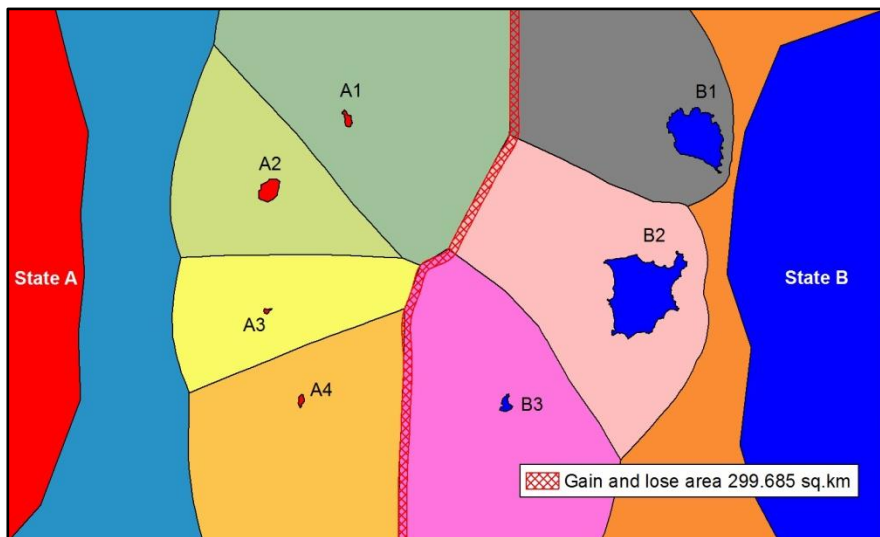 A1
B1
A2
B2
State A
State B
A3
A4
B3
Gain and lose area 299.685 sq.km